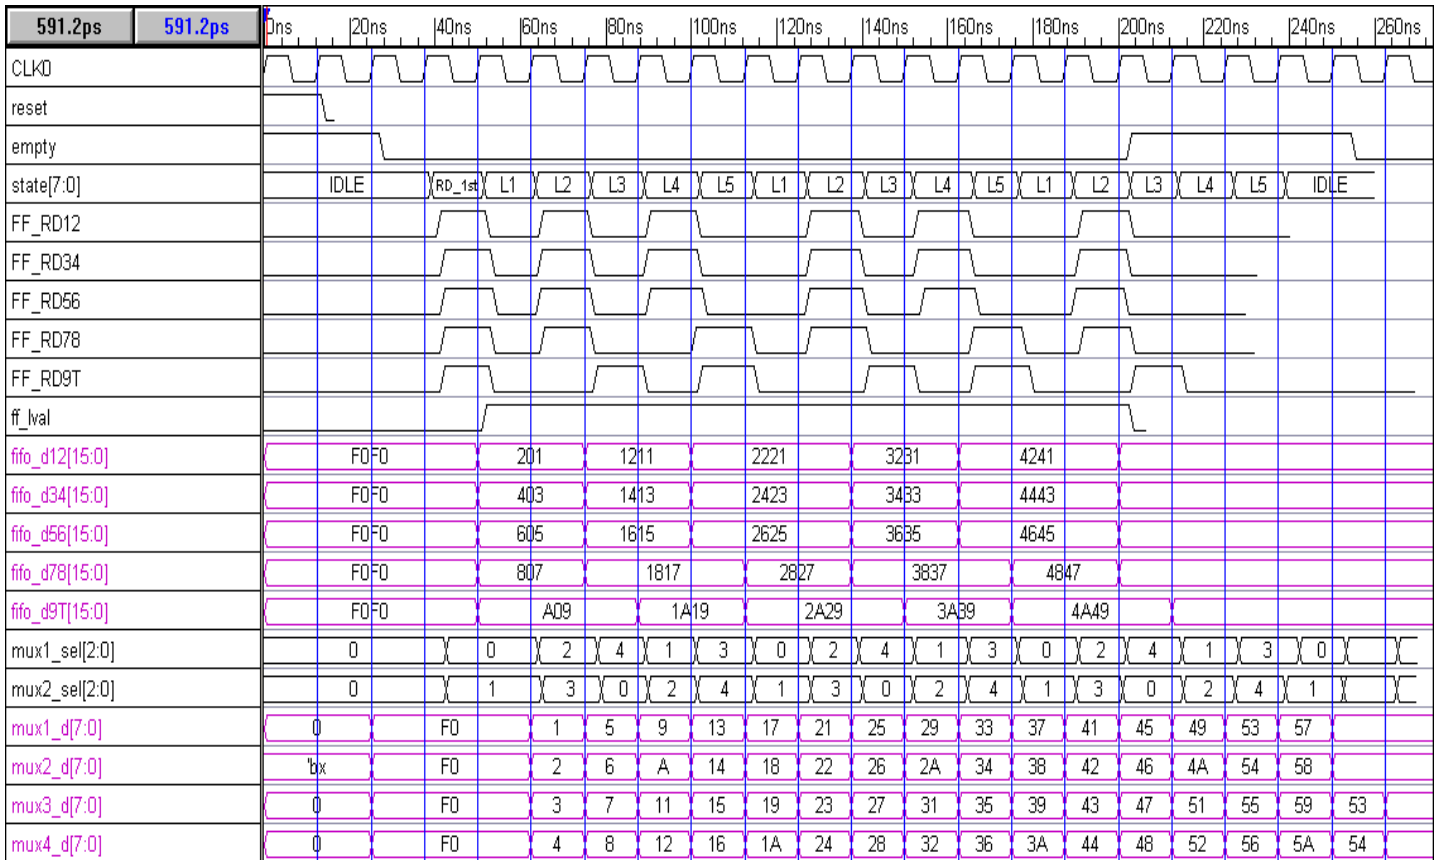 591.2ps 591.2ps 0ns 20ns 40ns 60ns 80ns 100ns 120ns 140ns 160ns 180ns 200ns 220ns 240ns 260ns
CLK0
reset
empty
state[7:0] IDLE RD_1st L1 L2 L3 L4 L5 L1 L2 L3 L4 L5 L1 L2 L3 L4 L5 IDLE
FF_RD12
FF_RD34
FF_RD56
FF_RD78
FF_RD9T
ff_lval
fifo_d12[15:0] F0F0 201 1211 2221 3231 4241
fifo_d34[15:0] F0F0 403 1413 2423 3433 4443
fifo_d56[15:0] F0F0 605 1615 2625 3635 4645
fifo_d78[15:0] F0F0 807 1817 2827 3837 4847
fifo_d9T[15:0] F0F0 A09 1A19 2A29 3A39 4A49
mux1_sel[2:0] 0 0 2 4 1 3 0 2 4 1 3 0 2 4 1 3 0
mux2_sel[2:0] 0 1 3 0 2 4 1 3 0 2 4 1 3 0 2 4 1
mux1_d[7:0] 0 F0 1 5 9 13 17 21 25 29 33 37 41 45 49 53 57
mux2_d[7:0] 'bx F0 2 6 A 14 18 22 26 2A 34 38 42 46 4A 54 58
mux3_d[7:0] 0 F0 3 7 11 15 19 23 27 31 35 39 43 47 51 55 59 53
mux4_d[7:0] 0 F0 4 8 12 16 1A 24 28 32 36 3A 44 48 52 56 5A 54